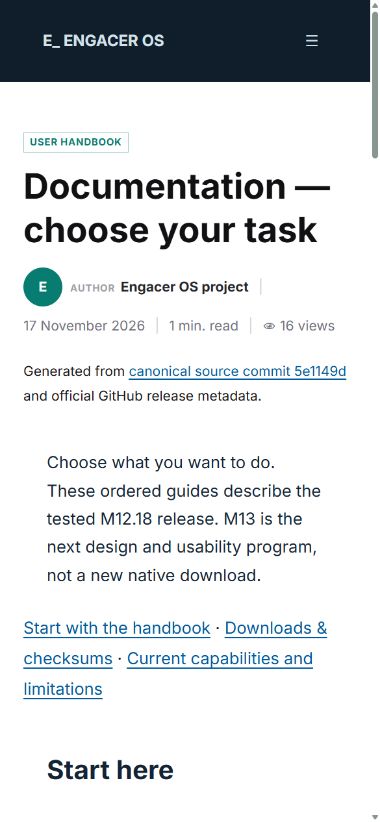 E_ ENGACER OS
☰
USER HANDBOOK
Documentation —
choose your task
E
AUTHOR Engacer OS project
17 November 2026
1 min. read
16 views
Generated from canonical source commit 5e1149d
and official GitHub release metadata.
Choose what you want to do.
These ordered guides describe the
tested M12.18 release. M13 is the
next design and usability program,
not a new native download.
Start with the handbook · Downloads &
checksums · Current capabilities and
limitations
Start here